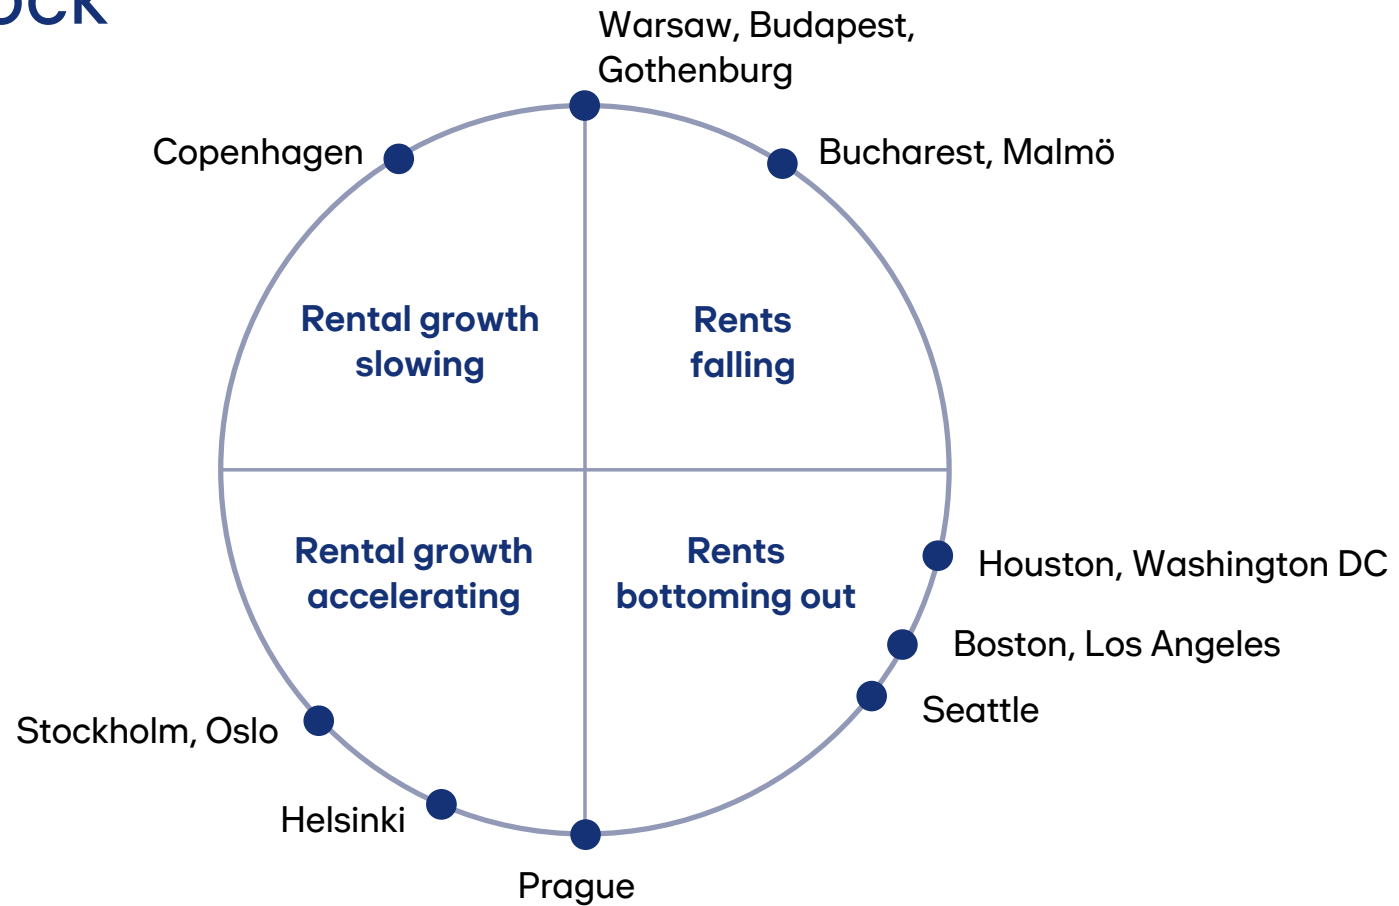 OCK
Warsaw, Budapest,
Gothenburg
Copenhagen
Bucharest, Malmö
Rental growth
slowing
Rents
falling
Rental growth
accelerating
Rents
bottoming out
Houston, Washington DC
Boston, Los Angeles
Seattle
Stockholm, Oslo
Helsinki
Prague